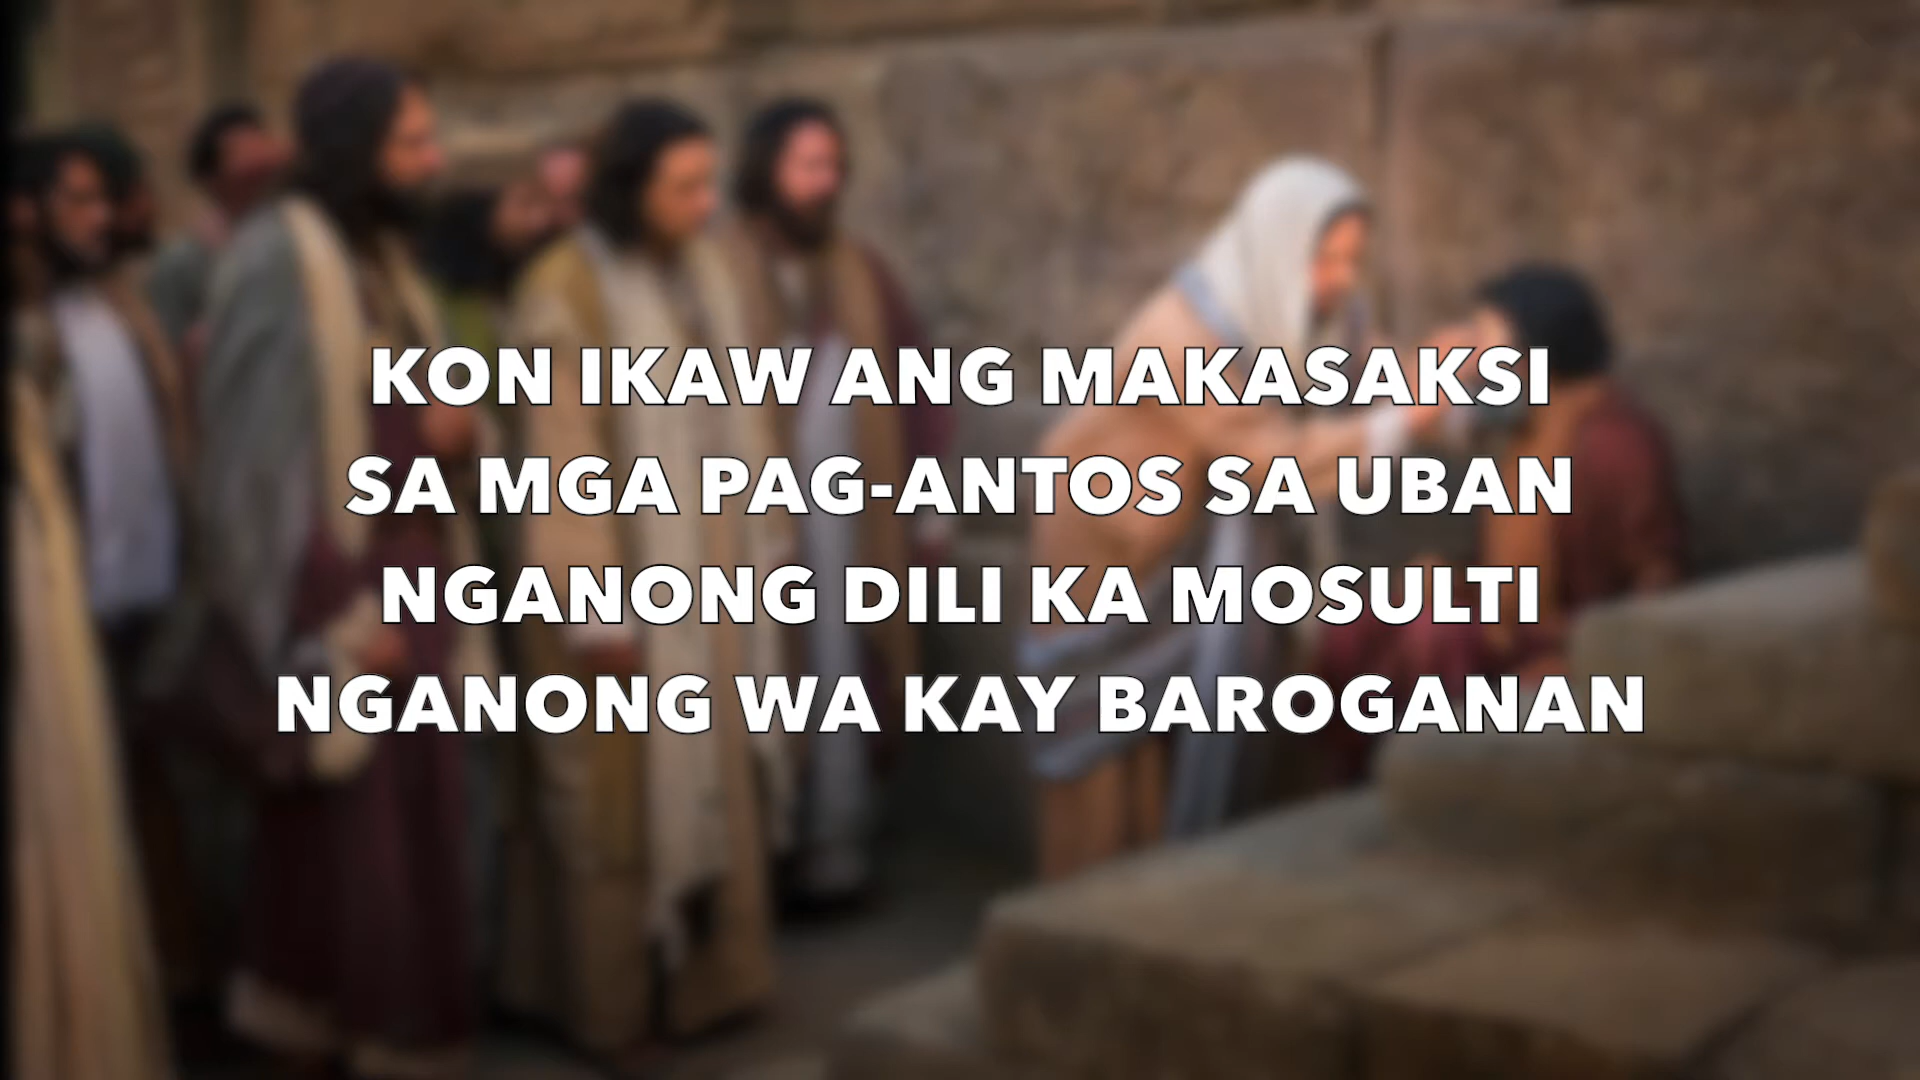 KON IKAW ANG MAKASAKSI
SA MGA PAG-ANTOS SA UBAN
NGANONG DILI KA MOSULTI
NGANONG WA KAY BAROGANAN